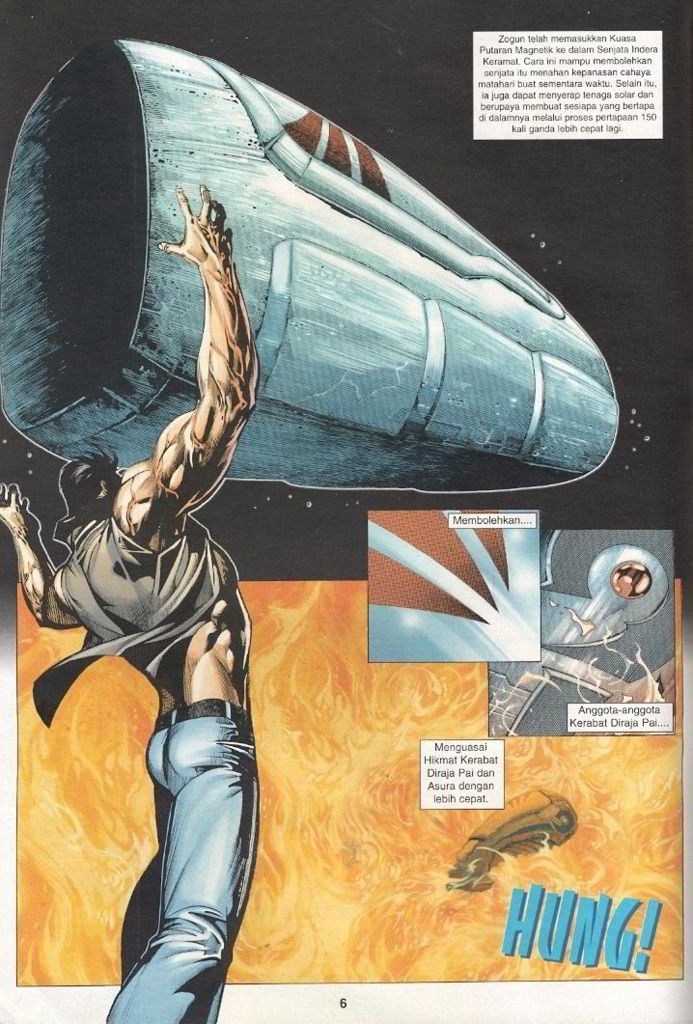 Zogun telah memasukkan Kuasa
Putaran Magnetik ke dalam Senjata Indera
Keramat. Cara ini mampu membolehkan
senjata itu menahan kepanasan cahaya
matahari buat sementara waktu. Selain itu,
ia juga dapat menyerap tenaga solar dan
berupaya membuat sesiapa yang bertapa
di dalamnya melalui proses pertapaan 150
kali ganda lebih cepat lagi.
Membolehkan....
Anggota-anggota
Kerabat Diraja Pai....
Menguasai
Hikmat Kerabat
Diraja Pai dan
Asura dengan
lebih cepat.
HUNG!
6